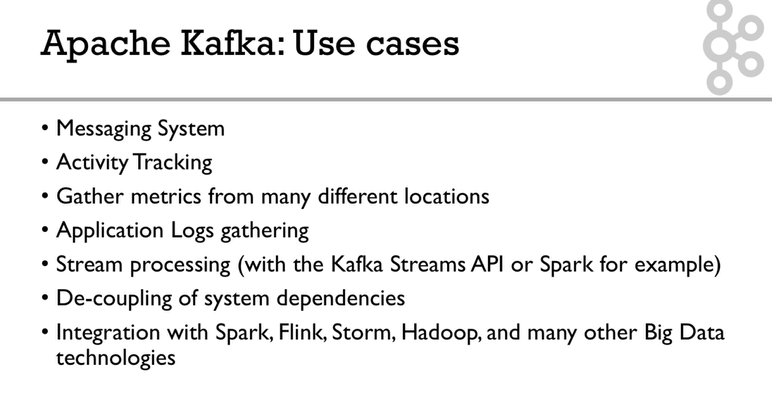 Apache Kafka: Use cases
• Messaging System
• Activity Tracking
• Gather metrics from many different locations
• Application Logs gathering
• Stream processing (with the Kafka Streams API or Spark for example)
• De-coupling of system dependencies
• Integration with Spark, Flink, Storm, Hadoop, and many other Big Data
technologies